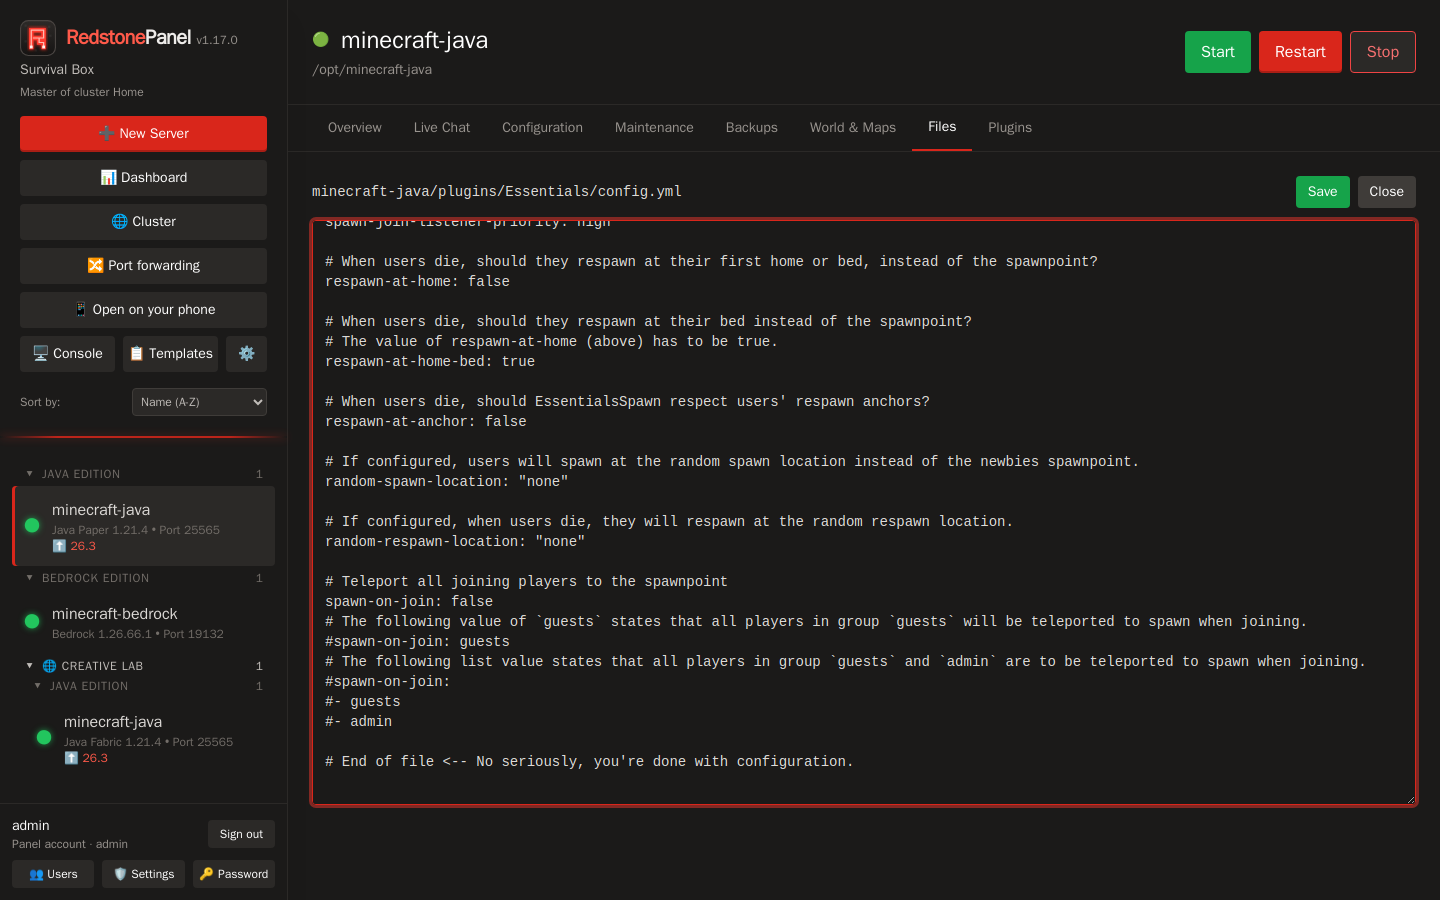 RedstonePanel v1.17.0
Survival Box
Master of cluster Home
➕ New Server
📊 Dashboard
🌐 Cluster
🔀 Port forwarding
📱 Open on your phone
🖥️ Console
📋 Templates
⚙️
Sort by:
Name (A-Z)
▼ JAVA EDITION 1
minecraft-java
Java Paper 1.21.4 • Port 25565
⬆️ 26.3
▼ BEDROCK EDITION 1
minecraft-bedrock
Bedrock 1.26.66.1 • Port 19132
▼ 🌐 CREATIVE LAB 1
▼ JAVA EDITION 1
minecraft-java
Java Fabric 1.21.4 • Port 25565
⬆️ 26.3
admin
Panel account · admin
Sign out
👥 Users
🛡️ Settings
🔑 Password
minecraft-java
/opt/minecraft-java
Start
Restart
Stop
Overview
Live Chat
Configuration
Maintenance
Backups
World & Maps
Files
Plugins
minecraft-java/plugins/Essentials/config.yml
Save
Close
spawn-join-listener-priority: high
# When users die, should they respawn at their first home or bed, instead of the spawnpoint?
respawn-at-home: false
# When users die, should they respawn at their bed instead of the spawnpoint?
# The value of respawn-at-home (above) has to be true.
respawn-at-home-bed: true
# When users die, should EssentialsSpawn respect users' respawn anchors?
respawn-at-anchor: false
# If configured, users will spawn at the random spawn location instead of the newbies spawnpoint.
random-spawn-location: "none"
# If configured, when users die, they will respawn at the random respawn location.
random-respawn-location: "none"
# Teleport all joining players to the spawnpoint
spawn-on-join: false
# The following value of `guests` states that all players in group `guests` will be teleported to spawn when joining.
#spawn-on-join: guests
# The following list value states that all players in group `guests` and `admin` are to be teleported to spawn when joining.
#spawn-on-join:
#- guests
#- admin
# End of file <-- No seriously, you're done with configuration.